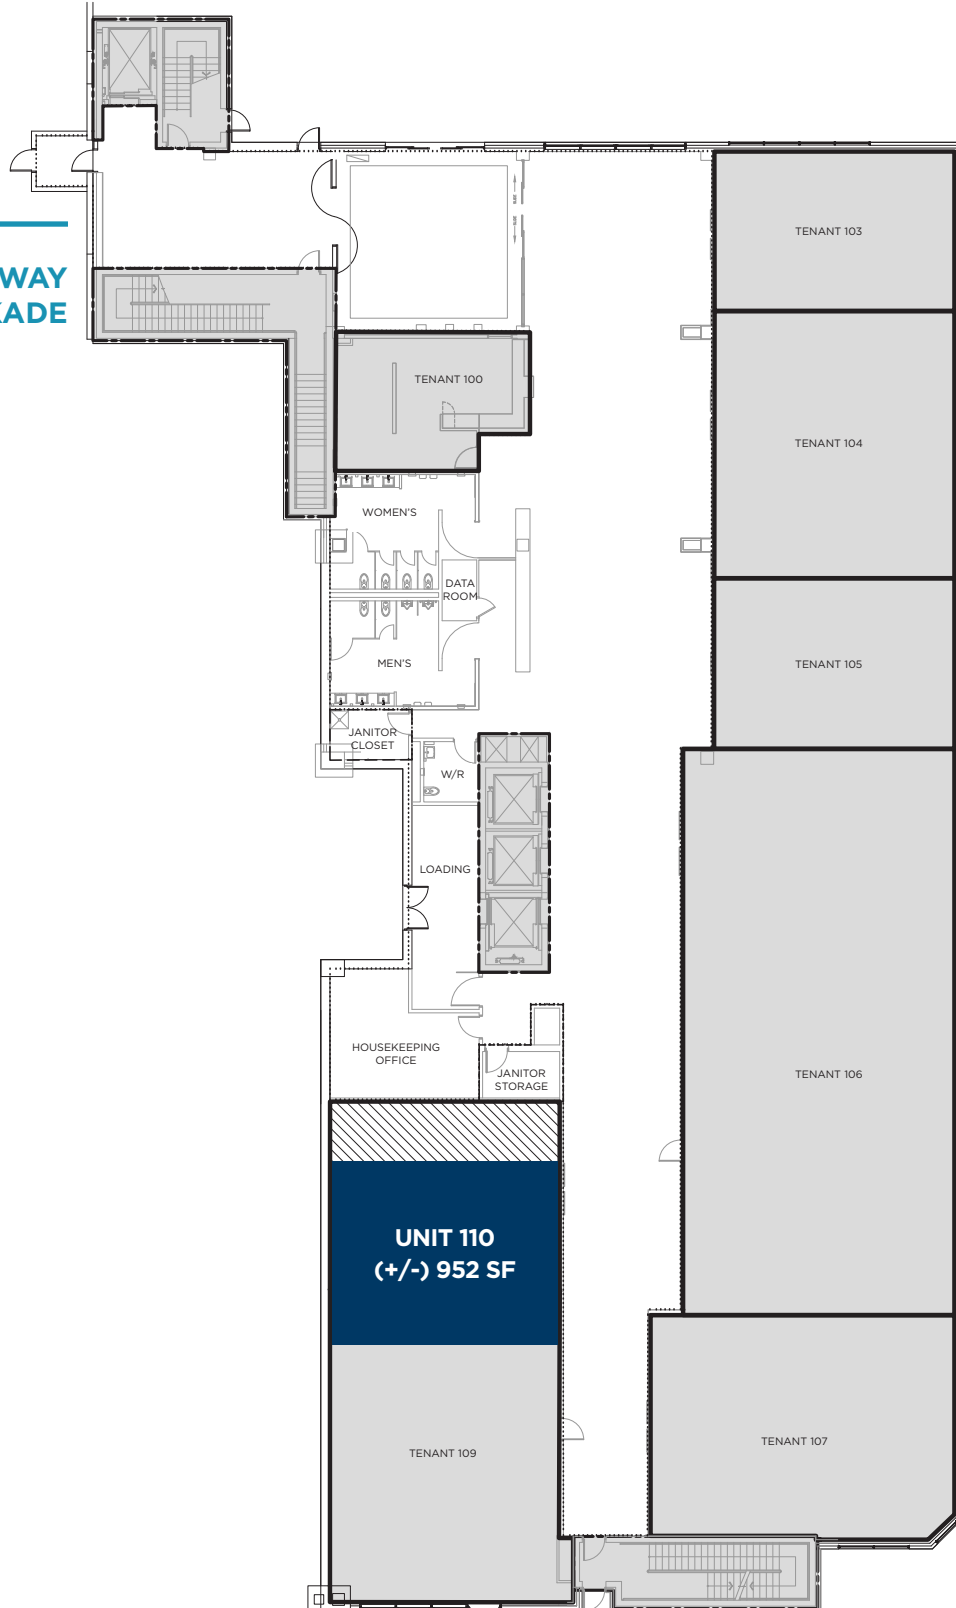 WAY
KADE
TENANT 103
TENANT 100
TENANT 104
WOMEN'S
DATA
ROOM
TENANT 105
MEN'S
JANITOR
CLOSET
W/R
LOADING
HOUSEKEEPING
OFFICE
JANITOR
STORAGE
TENANT 106
UNIT 110
(+/-) 952 SF
TENANT 107
TENANT 109